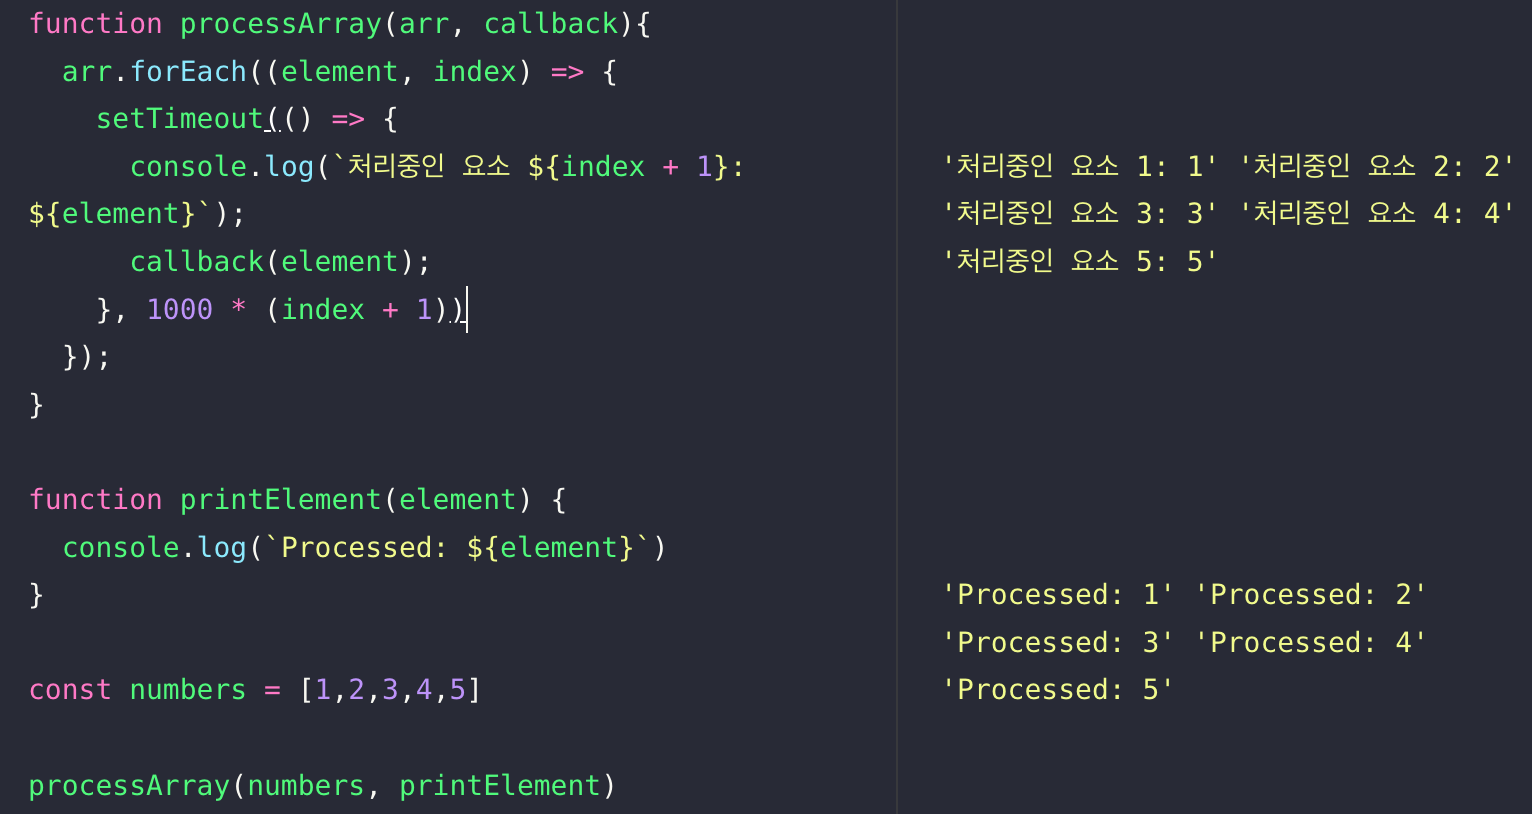 function processArray(arr, callback){
  arr.forEach((element, index) => {
    setTimeout(() => {
      console.log(`처리중인 요소 ${index + 1}:
${element}`);
      callback(element);
    }, 1000 * (index + 1))
  });
}
function printElement(element) {
  console.log(`Processed: ${element}`)
}
const numbers = [1,2,3,4,5]
processArray(numbers, printElement)
'처리중인 요소 1: 1' '처리중인 요소 2: 2'
'처리중인 요소 3: 3' '처리중인 요소 4: 4'
'처리중인 요소 5: 5'
'Processed: 1' 'Processed: 2'
'Processed: 3' 'Processed: 4'
'Processed: 5'